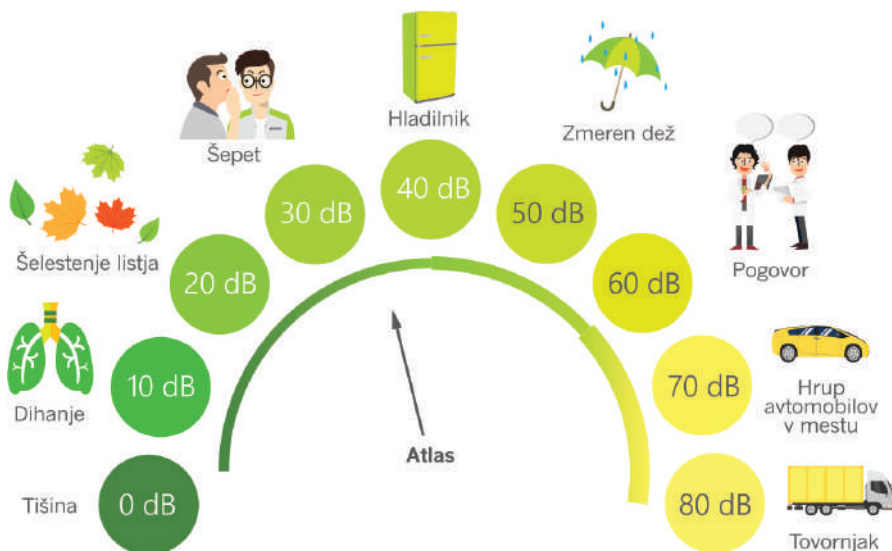 Tišina
0 dB
Dihanje
10 dB
Šelestenje listja
20 dB
Šepet
30 dB
Hladilnik
40 dB
Zmeren dež
50 dB
Pogovor
60 dB
Hrup
avtomobilov
v mestu
70 dB
Tovornjak
80 dB
Atlas